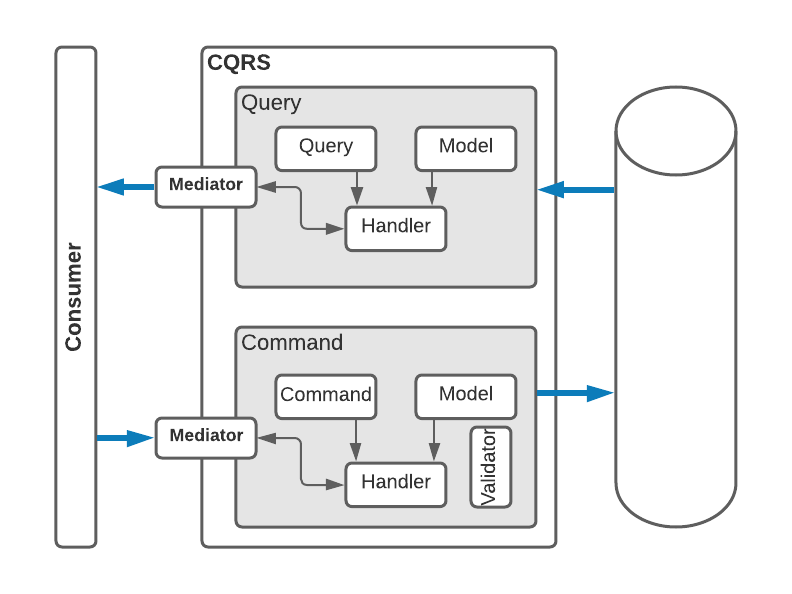 CQRS
Query
Query
Model
Mediator
Handler
Consumer
Command
Command
Model
Mediator
Validator
Handler